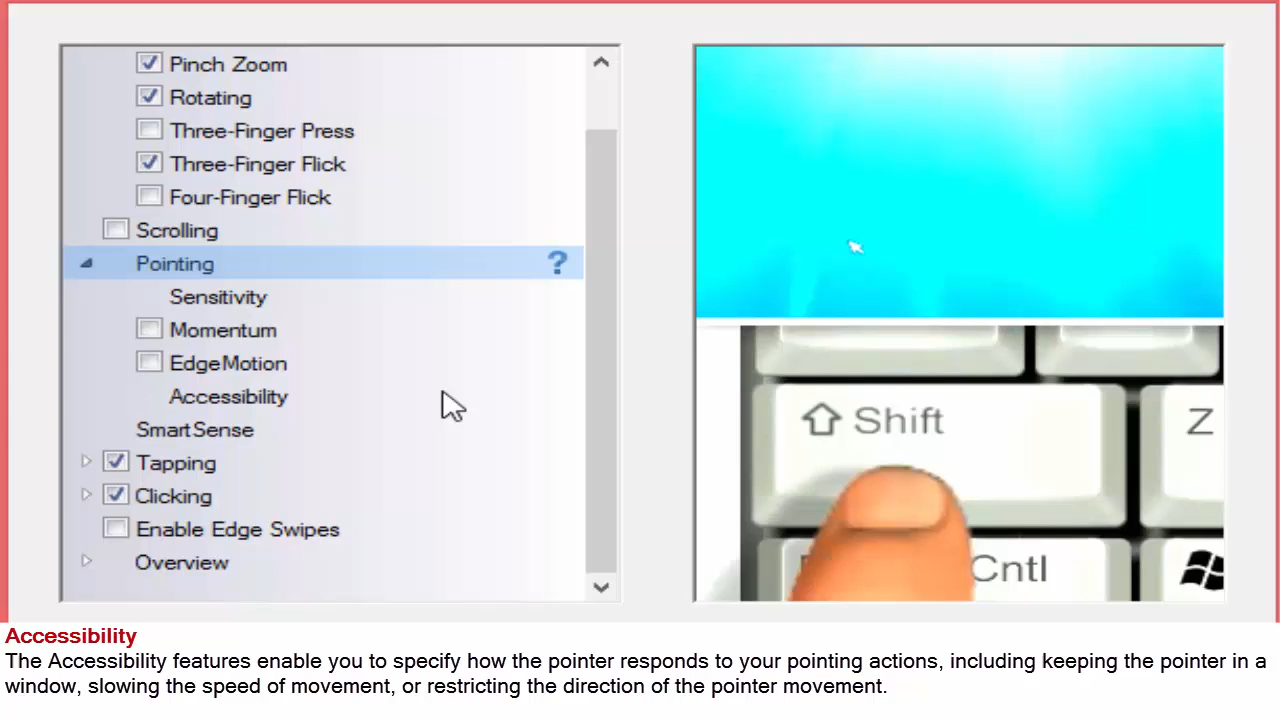 Pinch Zoom
Rotating
Three-Finger Press
Three-Finger Flick
Four-Finger Flick
Scrolling
Pointing ?
Sensitivity
Momentum
EdgeMotion
Accessibility
SmartSense
Tapping
Clicking
Enable Edge Swipes
Overview
Shift
Z
Cntl
Accessibility
The Accessibility features enable you to specify how the pointer responds to your pointing actions, including keeping the pointer in a
window, slowing the speed of movement, or restricting the direction of the pointer movement.